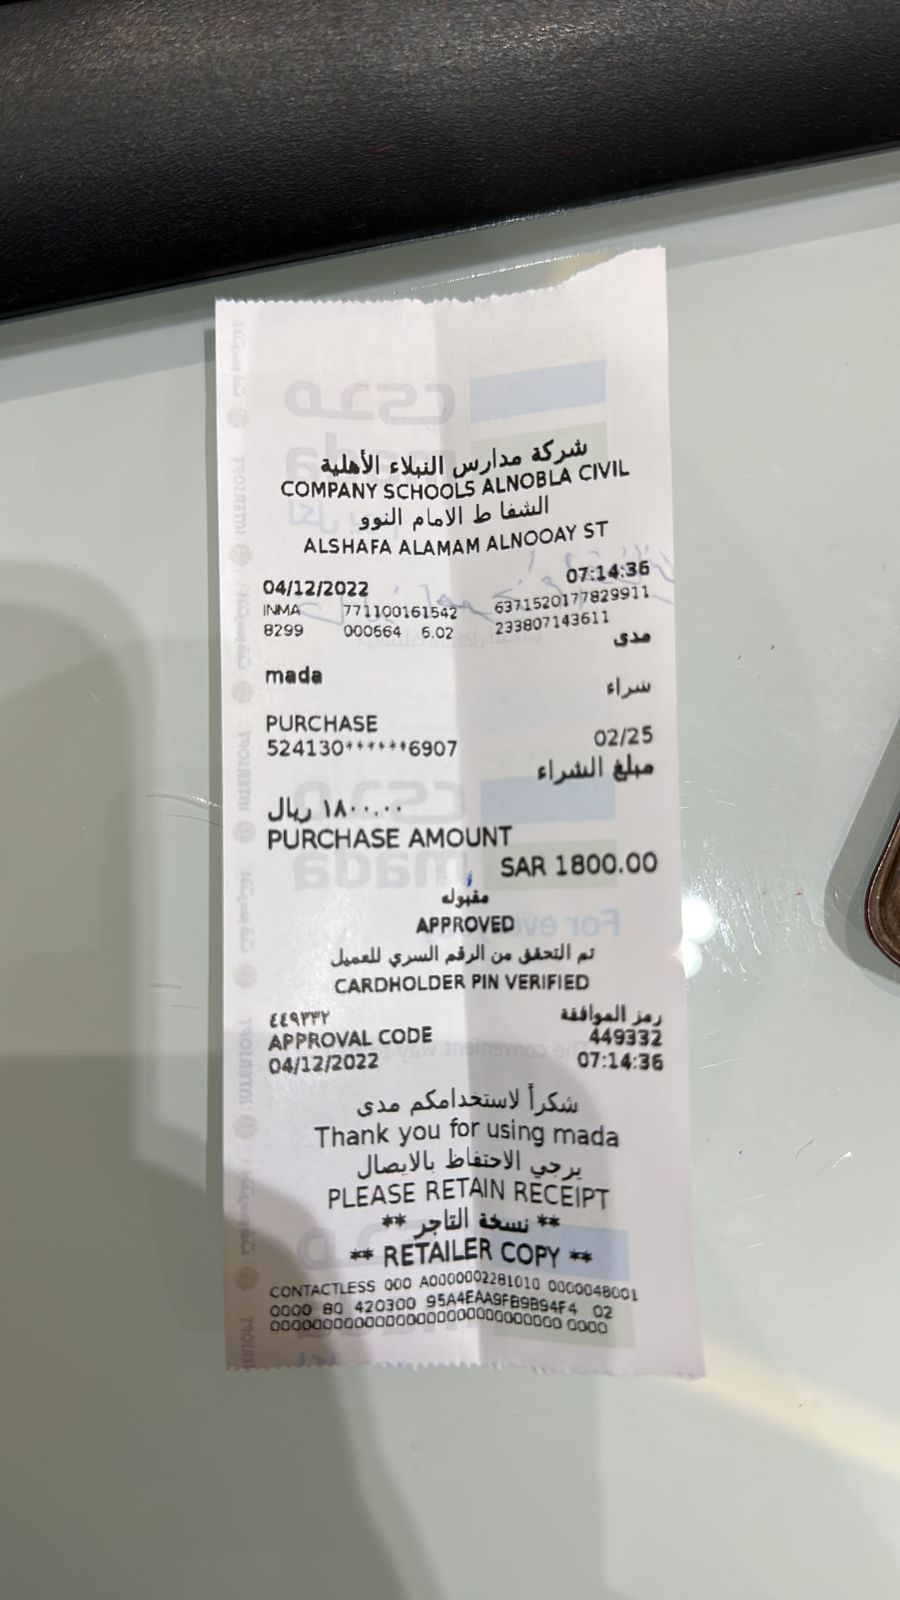 شركة مدارس النبلاء الأهلية
COMPANY SCHOOLS ALNOBLA CIVIL
الشفا ط الامام النوو
ALSHAFA ALAMAM ALNOOAY ST
04/12/2022 07:14:36
INMA 771100161542 6371520177829911
8299 000564 6.02 233807143611
مدى
mada
شراء
PURCHASE
524130******6907 02/25
مبلغ الشراء
١٨٠٠.٠٠ ريال
PURCHASE AMOUNT
SAR 1800.00
مقبوله
APPROVED
تم التحقق من الرقم السري للعميل
CARDHOLDER PIN VERIFIED
٤٤٩٣٣٢ رمز الموافقة
APPROVAL CODE 449332
04/12/2022 07:14:36
شكراً لاستخدامكم مدى
Thank you for using mada
يرجي الاحتفاظ بالايصال
PLEASE RETAIN RECEIPT
** نسخة التاجر **
** RETAILER COPY **
CONTACTLESS 000 A0000002281010 0000048001
0000 80 420300 95A4EAA9FB9B94F4 02